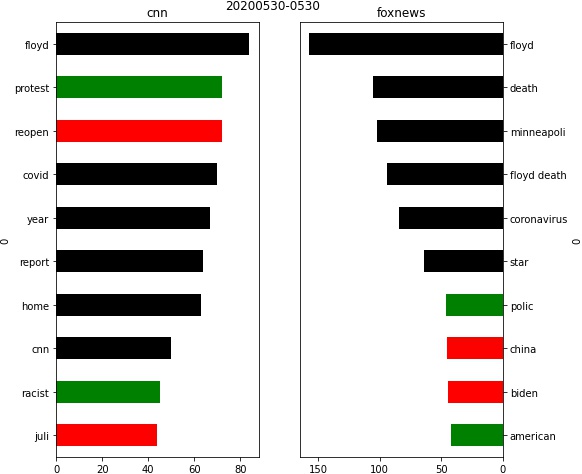 20200530-0530
cnn
foxnews
floyd
protest
reopen
covid
year
report
home
cnn
racist
juli
0
0 20 40 60 80
floyd
death
minneapoli
floyd death
coronavirus
star
polic
china
biden
american
0
150 100 50 0